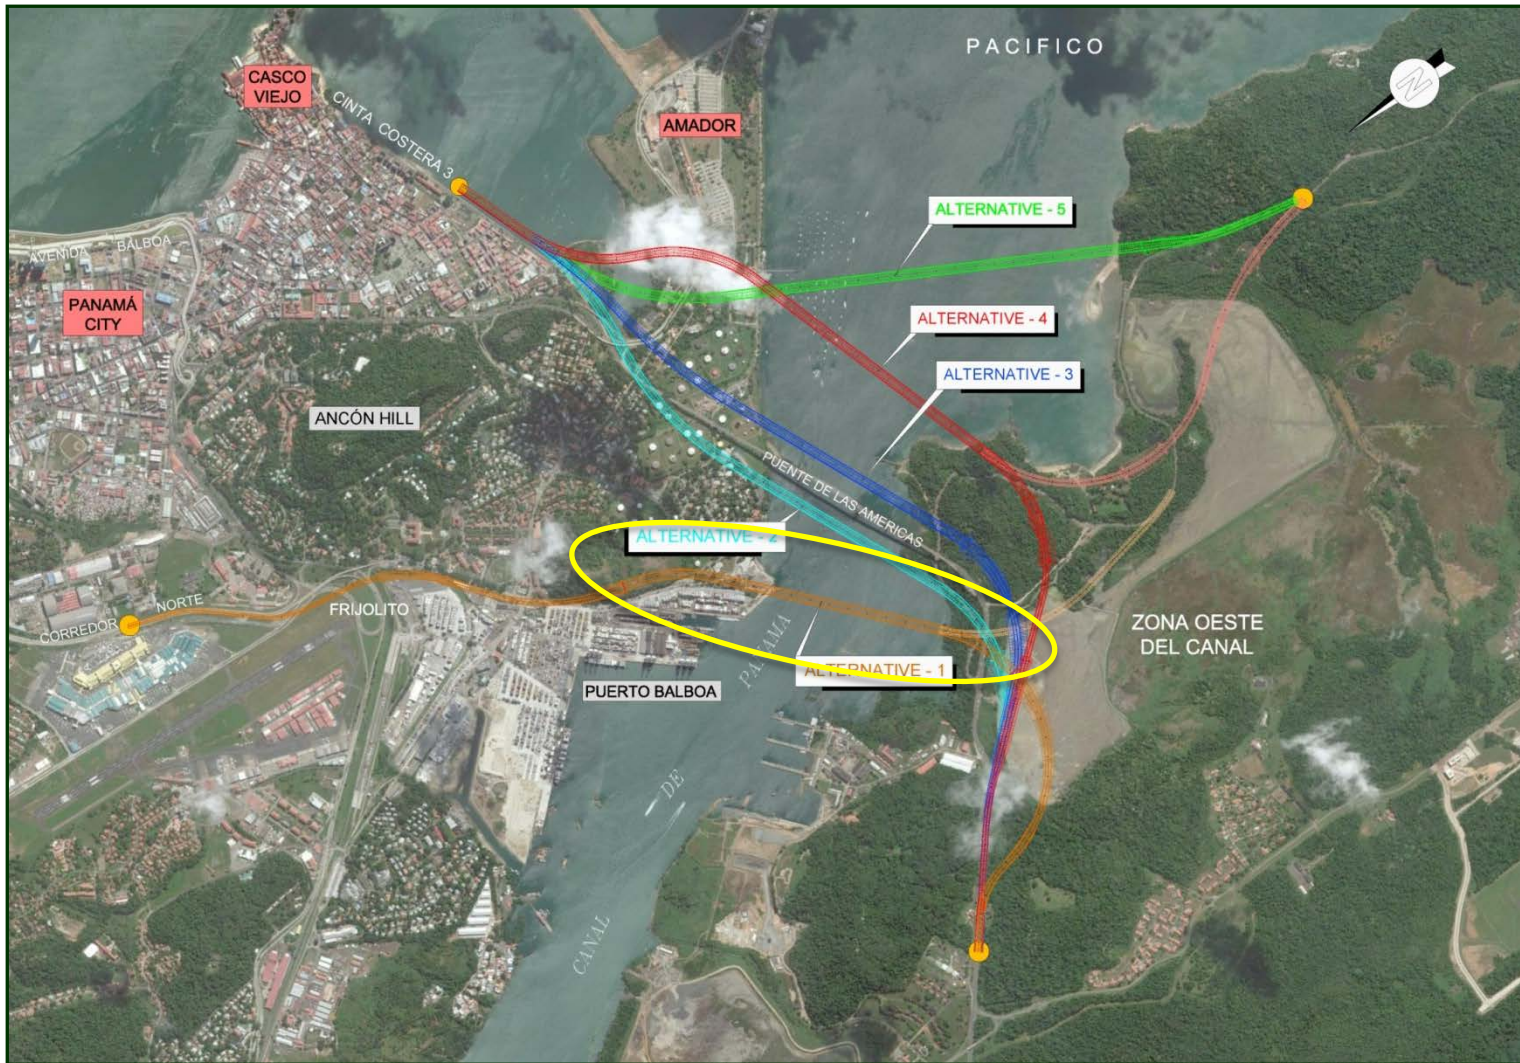 PACIFICO
N
CASCO
VIEJO
CINTA COSTERA 3
AMADOR
ALTERNATIVE - 5
AVENIDA BALBOA
PANAMÁ
CITY
ALTERNATIVE - 4
ALTERNATIVE - 3
ANCÓN HILL
PUENTE DE LAS AMERICAS
ALTERNATIVE - 2
CORREDOR NORTE
FRIJOLITO
ZONA OESTE
DEL CANAL
ALTERNATIVE - 1
PUERTO BALBOA
CANAL DE PANAMA